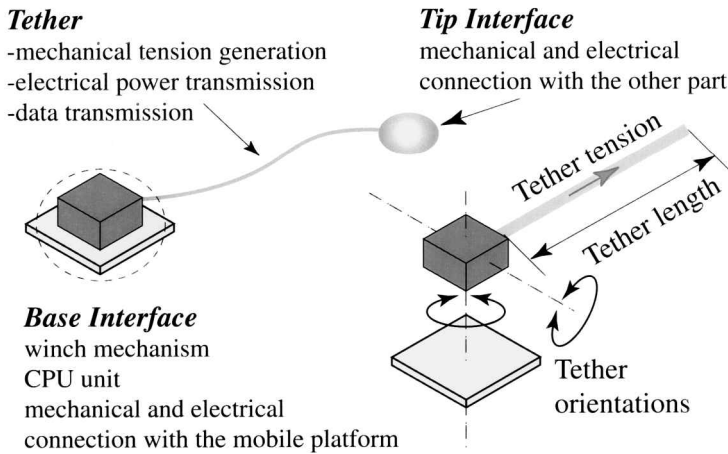 Tether
-mechanical tension generation
-electrical power transmission
-data transmission
Tip Interface
mechanical and electrical
connection with the other part
Tether tension
Tether length
Base Interface
winch mechanism
CPU unit
mechanical and electrical
connection with the mobile platform
Tether
orientations